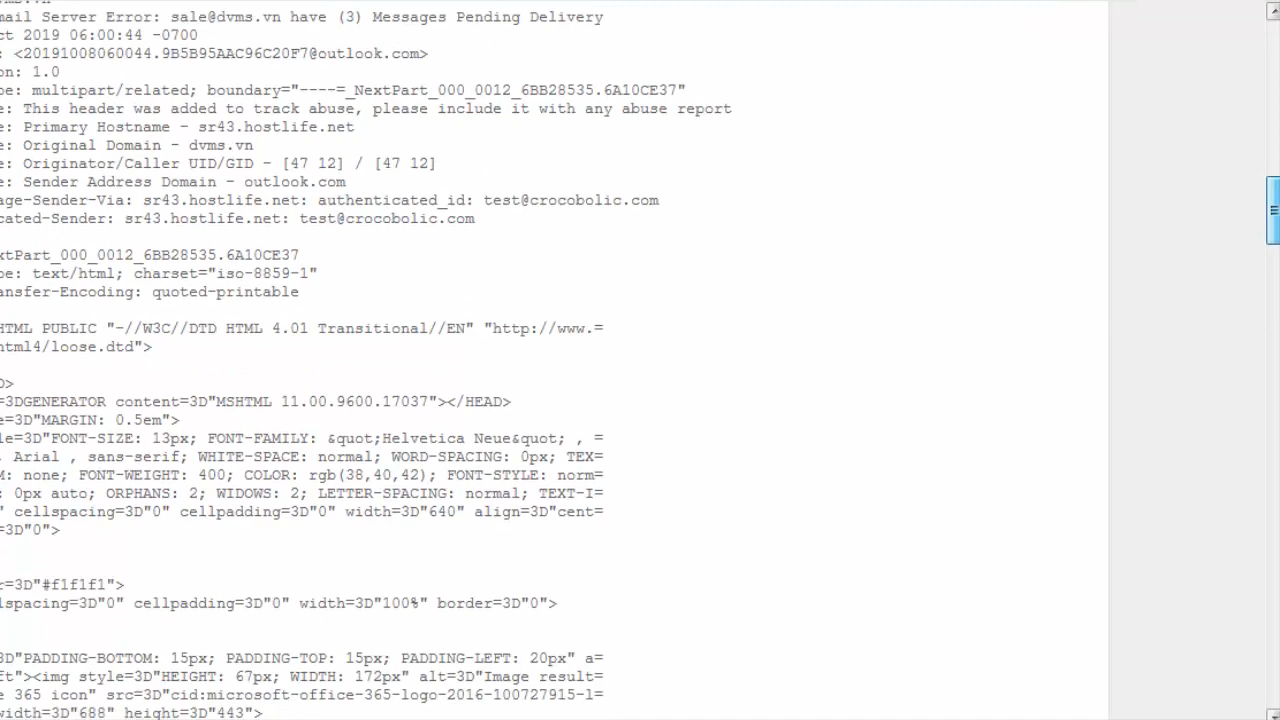 mail Server Error: sale@dvms.vn have (3) Messages Pending Delivery
ct 2019 06:00:44 -0700
: <20191008060044.9B5B95AAC96C20F7@outlook.com>
on: 1.0
pe: multipart/related; boundary="----=_NextPart_000_0012_6BB28535.6A10CE37"
e: This header was added to track abuse, please include it with any abuse report
e: Primary Hostname - sr43.hostlife.net
e: Original Domain - dvms.vn
e: Originator/Caller UID/GID - [47 12] / [47 12]
e: Sender Address Domain - outlook.com
age-Sender-Via: sr43.hostlife.net: authenticated_id: test@crocobolic.com
cated-Sender: sr43.hostlife.net: test@crocobolic.com
xtPart_000_0012_6BB28535.6A10CE37
pe: text/html; charset="iso-8859-1"
ansfer-Encoding: quoted-printable
HTML PUBLIC "-//W3C//DTD HTML 4.01 Transitional//EN" "http://www.=
html4/loose.dtd">
D>
=3DGENERATOR content=3D"MSHTML 11.00.9600.17037"></HEAD>
e=3D"MARGIN: 0.5em">
le=3D"FONT-SIZE: 13px; FONT-FAMILY: &quot;Helvetica Neue&quot; , =
, Arial , sans-serif; WHITE-SPACE: normal; WORD-SPACING: 0px; TEX=
M: none; FONT-WEIGHT: 400; COLOR: rgb(38,40,42); FONT-STYLE: norm=
: 0px auto; ORPHANS: 2; WIDOWS: 2; LETTER-SPACING: normal; TEXT-I=
" cellspacing=3D"0" cellpadding=3D"0" width=3D"640" align=3D"cent=
=3D"0">
r=3D"#f1f1f1">
lspacing=3D"0" cellpadding=3D"0" width=3D"100%" border=3D"0">
3D"PADDING-BOTTOM: 15px; PADDING-TOP: 15px; PADDING-LEFT: 20px" a=
ft"><img style=3D"HEIGHT: 67px; WIDTH: 172px" alt=3D"Image result=
e 365 icon" src=3D"cid:microsoft-office-365-logo-2016-100727915-l=
width=3D"688" height=3D"443">